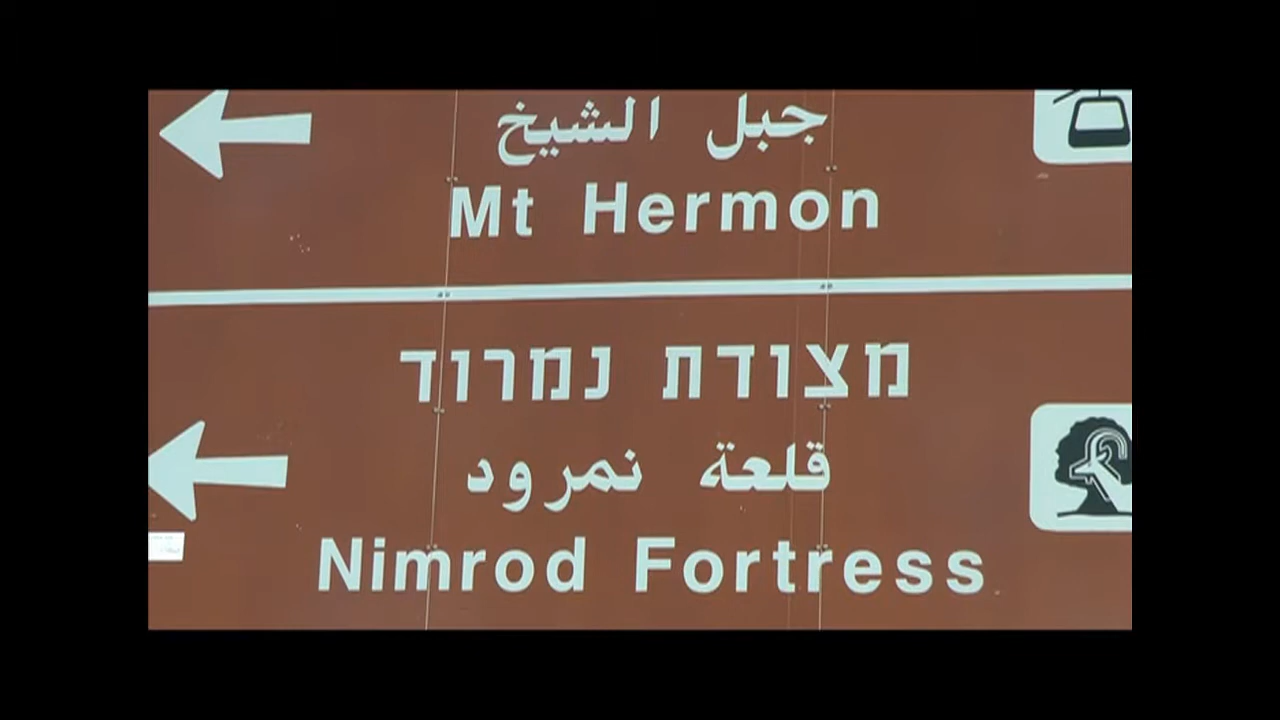 جبل الشيخ
Mt Hermon
מצודת נמרוד
قلعة نمرود
Nimrod Fortress